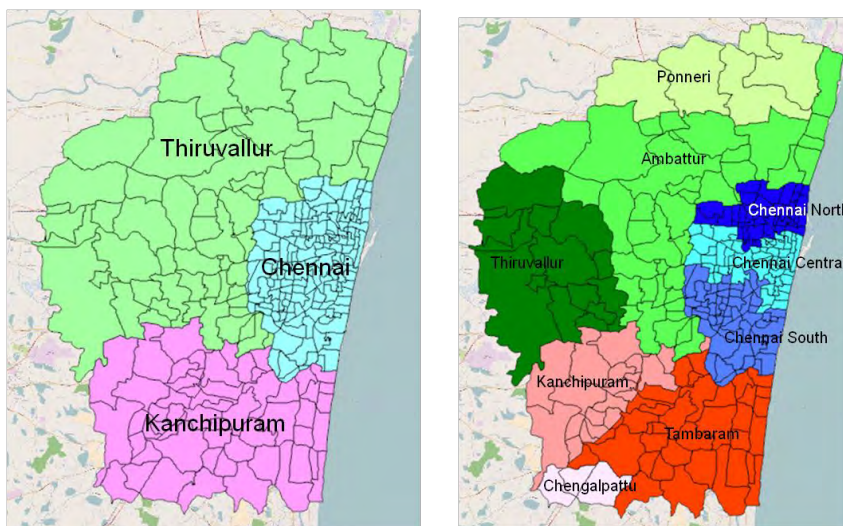 Thiruvallur
Chennai
Kanchipuram
Ponneri
Ambattur
Chennai North
Thiruvallur
Chennai Central
Chennai South
Kanchipuram
Tambaram
Chengalpattu